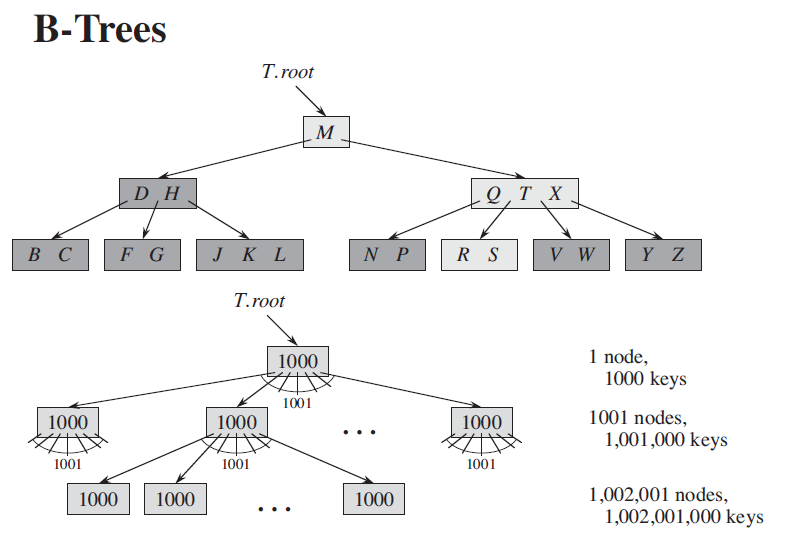 B-Trees
T.root
M
D H
Q T X
B C
F G
J K L
N P
R S
V W
Y Z
T.root
1000
1 node,
1000 keys
1001
1000
1000
...
1000
1001 nodes,
1,001,000 keys
1001
1001
1001
1000
1000
...
1000
1,002,001 nodes,
1,002,001,000 keys